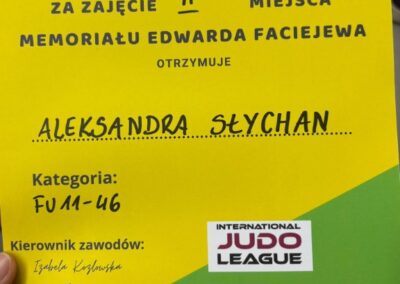 ZA ZAJĘCIE II MIEJSCA
MEMORIAŁU EDWARDA FACIEJEWA
OTRZYMUJE
ALEKSANDRA SŁYCHAN
Kategoria:
FU11-46
Kierownik zawodów:
Izabela Kozłowska
INTERNATIONAL
JUDO
LEAGUE